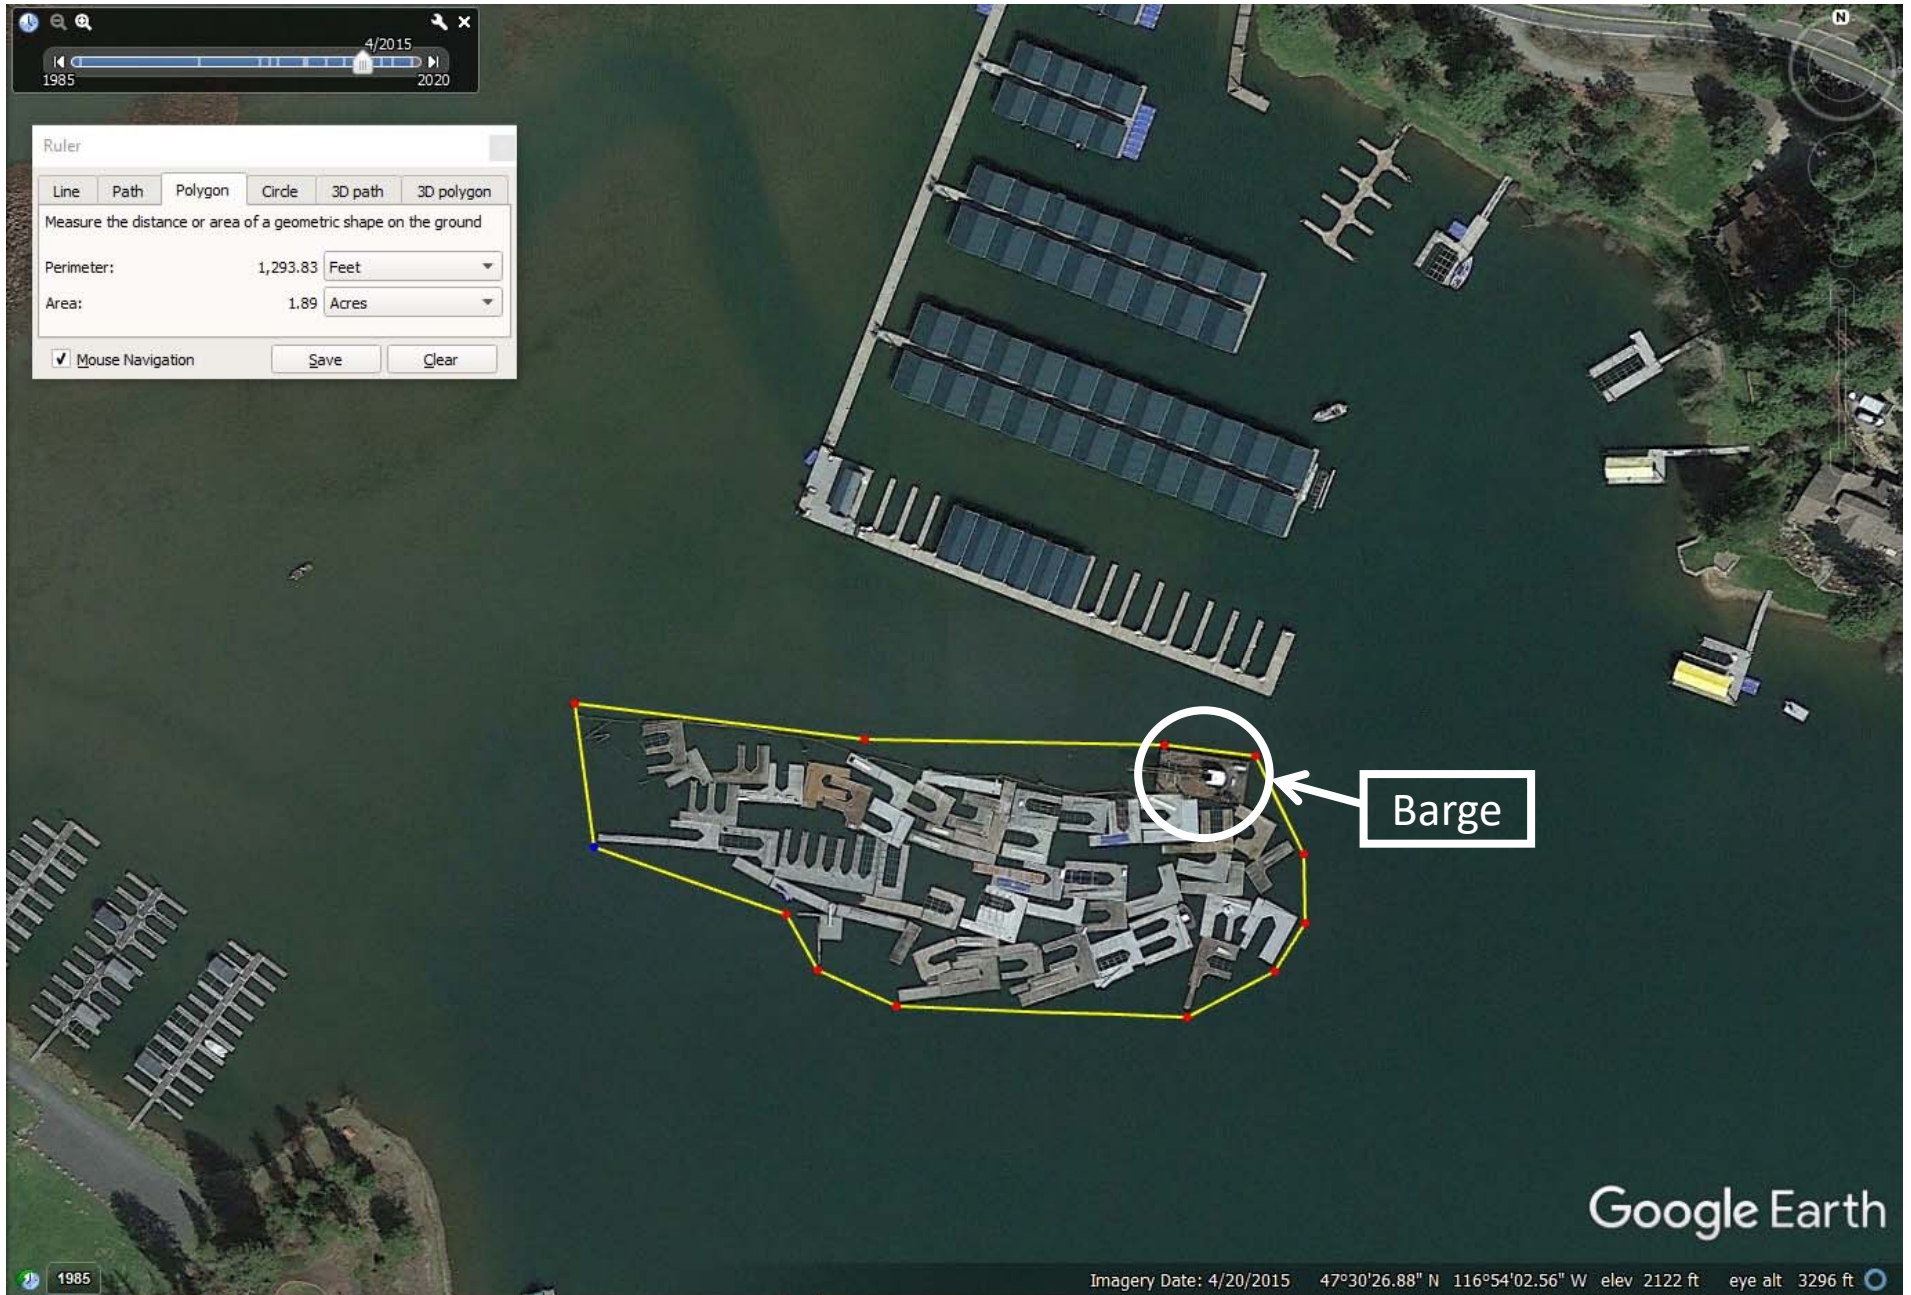 4/2015
1985 2020
Ruler
Line Path Polygon Circle 3D path 3D polygon
Measure the distance or area of a geometric shape on the ground
Perimeter: 1,293.83 Feet
Area: 1.89 Acres
Mouse Navigation Save Clear
N
Barge
Google Earth
1985
Imagery Date: 4/20/2015 47°30'26.88" N 116°54'02.56" W elev 2122 ft eye alt 3296 ft